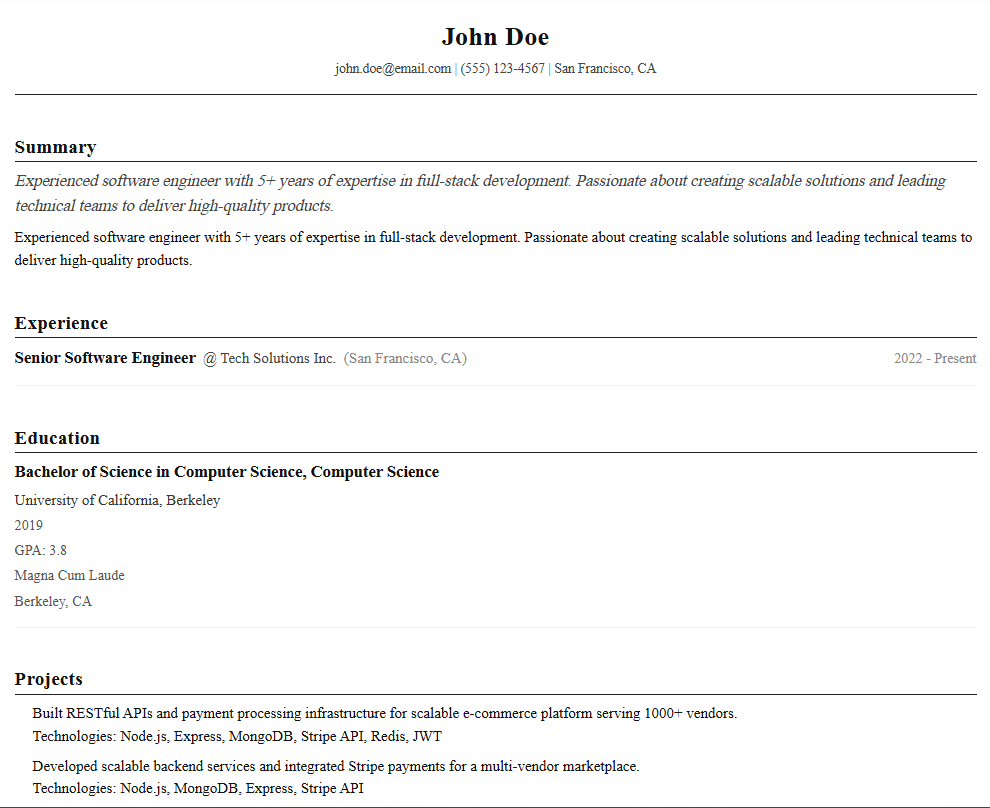 John Doe
john.doe@email.com | (555) 123-4567 | San Francisco, CA
Summary
Experienced software engineer with 5+ years of expertise in full-stack development. Passionate about creating scalable solutions and leading
technical teams to deliver high-quality products.
Experienced software engineer with 5+ years of expertise in full-stack development. Passionate about creating scalable solutions and leading technical teams to
deliver high-quality products.
Experience
Senior Software Engineer @ Tech Solutions Inc. (San Francisco, CA) 2022 - Present
Education
Bachelor of Science in Computer Science, Computer Science
University of California, Berkeley
2019
GPA: 3.8
Magna Cum Laude
Berkeley, CA
Projects
Built RESTful APIs and payment processing infrastructure for scalable e-commerce platform serving 1000+ vendors.
Technologies: Node.js, Express, MongoDB, Stripe API, Redis, JWT
Developed scalable backend services and integrated Stripe payments for a multi-vendor marketplace.
Technologies: Node.js, MongoDB, Express, Stripe API